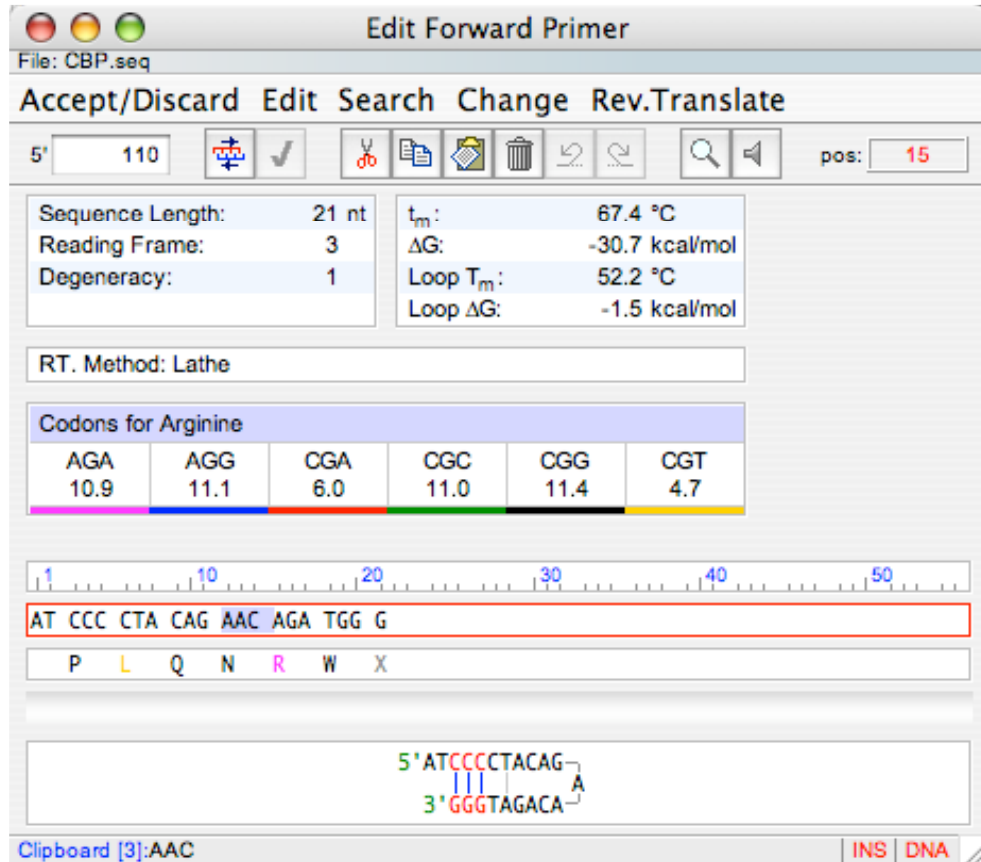 Edit Forward Primer
File: CBP.seq
Accept/Discard Edit Search Change Rev.Translate
5' 110 pos: 15
Sequence Length: 21 nt
Reading Frame: 3
Degeneracy: 1
tm: 67.4 °C
ΔG: -30.7 kcal/mol
Loop Tm: 52.2 °C
Loop ΔG: -1.5 kcal/mol
RT. Method: Lathe
Codons for Arginine
AGA AGG CGA CGC CGG CGT
10.9 11.1 6.0 11.0 11.4 4.7
1 10 20 30 40 50
AT CCC CTA CAG AAC AGA TGG G
P L Q N R W X
5'ATCCCCTACAG
A
3'GGGTAGACA
Clipboard [3]:AAC INS DNA